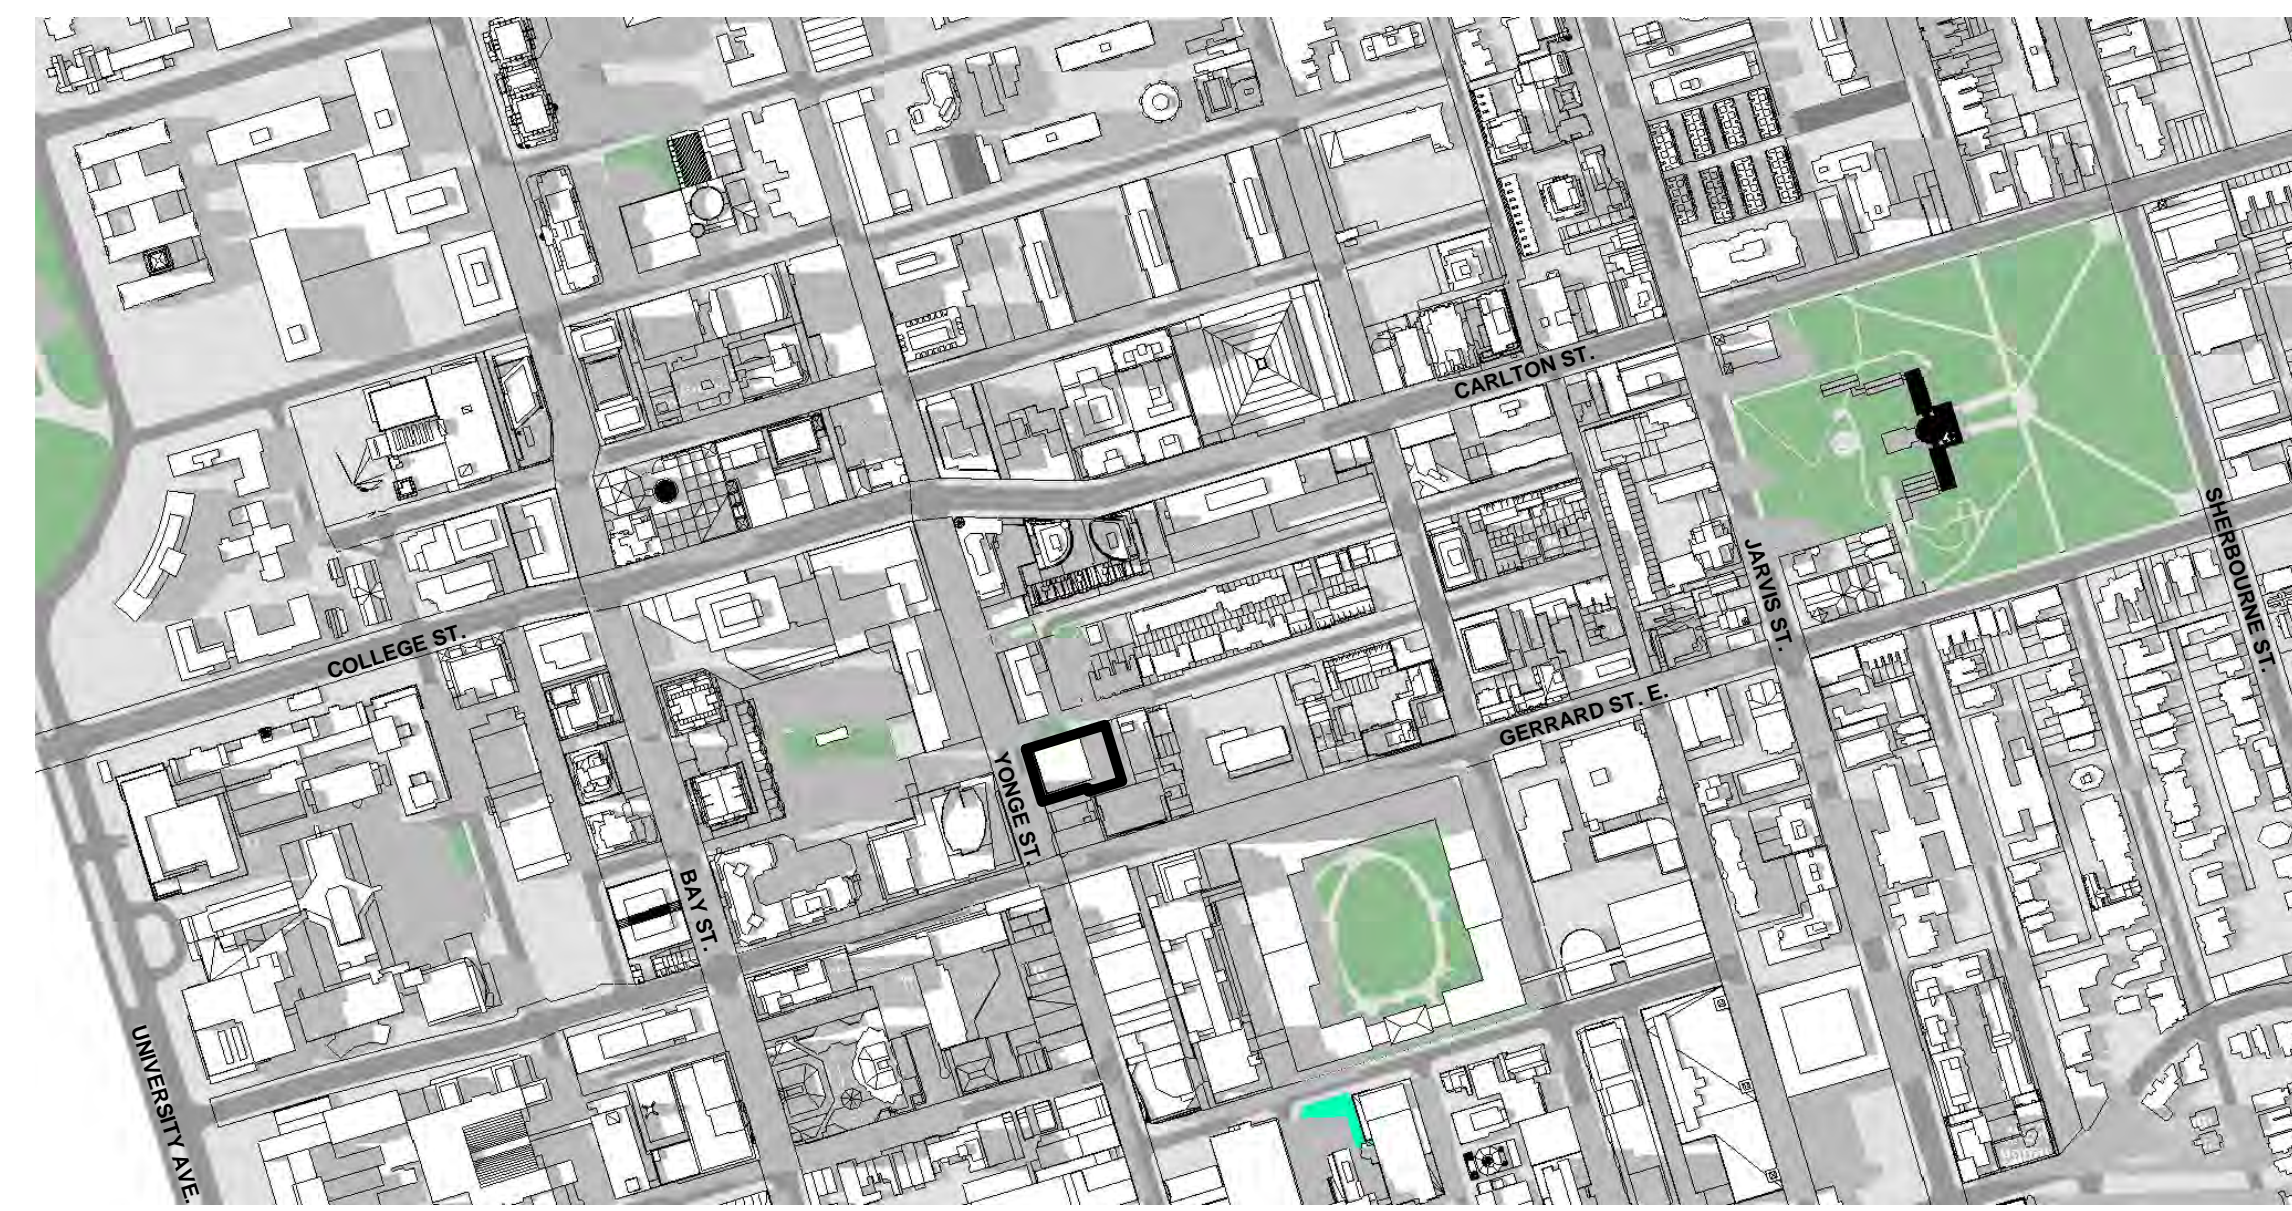 CARLTON ST.
SHERBOURNE ST.
JARVIS ST.
COLLEGE ST.
GERRARD ST. E.
YONGE ST.
BAY ST.
UNIVERSITY AVE.